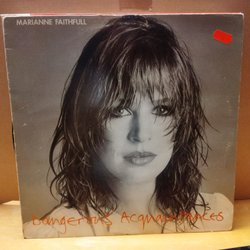 MARIANNE FAITHFULL
Dangerous Acquaintances